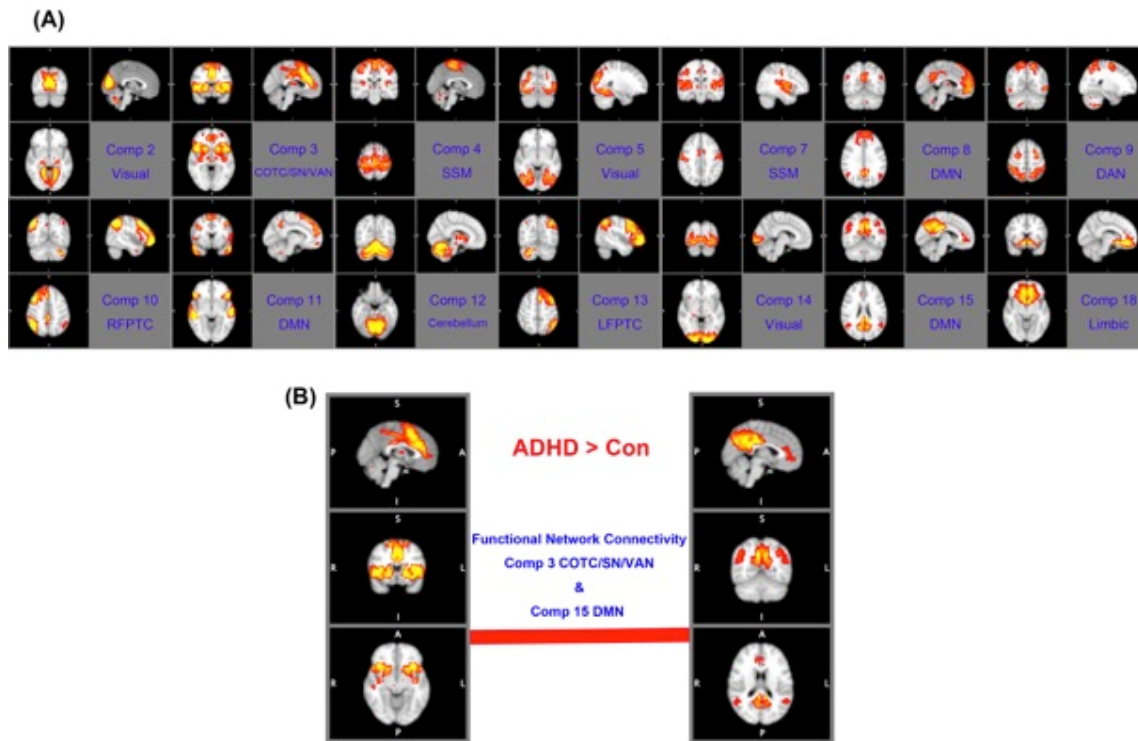 (A)
Comp 2
Visual
Comp 3
COTC/SN/VAN
Comp 4
SSM
Comp 5
Visual
Comp 7
SSM
Comp 8
DMN
Comp 9
DAN
Comp 10
RFPTC
Comp 11
DMN
Comp 12
Cerebellum
Comp 13
LFPTC
Comp 14
Visual
Comp 15
DMN
Comp 18
Limbic
(B)
S
P A
I
S
R L
I
A
R L
P
ADHD > Con
Functional Network Connectivity
Comp 3 COTC/SN/VAN
&
Comp 15 DMN
S
P A
I
S
R L
I
A
R L
P